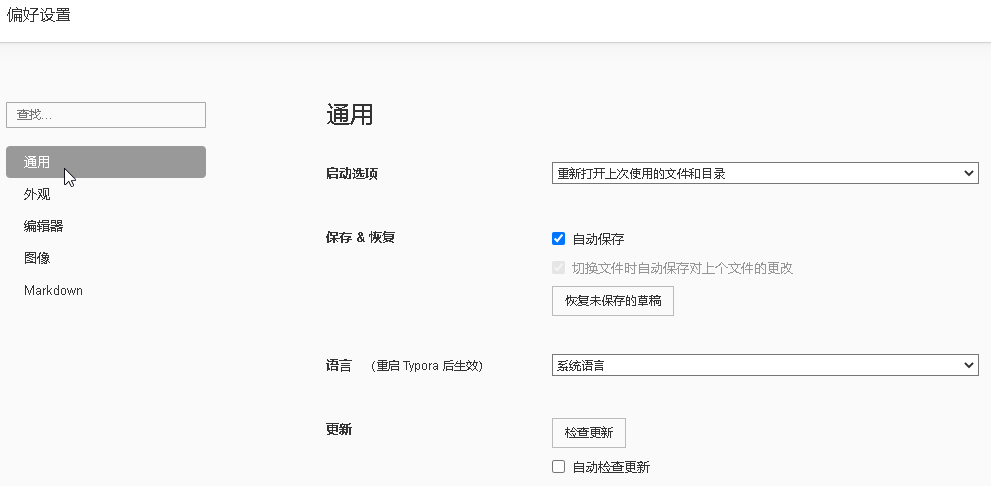 偏好设置
查找...
通用
外观
编辑器
图像
Markdown
通用
启动选项
重新打开上次使用的文件和目录
保存 & 恢复
自动保存
切换文件时自动保存对上个文件的更改
恢复未保存的草稿
语言 (重启 Typora 后生效)
系统语言
更新
检查更新
自动检查更新